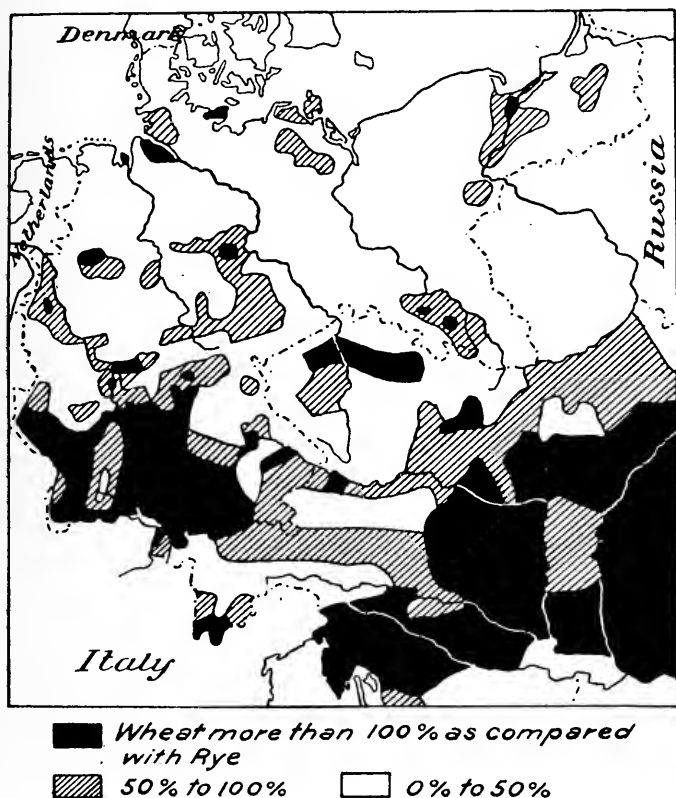 Denmark
Netherlands
Russia
Italy
Wheat more than 100% as compared
with Rye
50% to 100%
0% to 50%